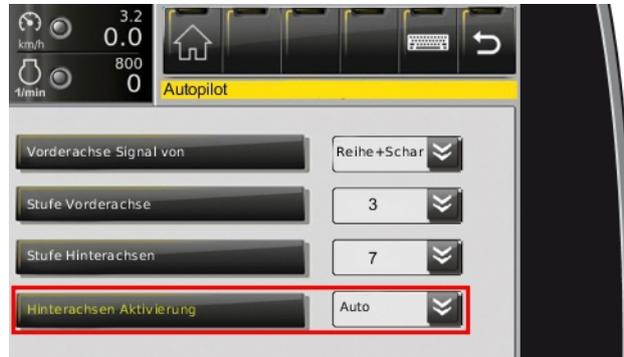 3.2
km/h 0.0
800
1/min 0
Autopilot
Vorderachse Signal von Reihe+Schar
Stufe Vorderachse 3
Stufe Hinterachsen 7
Hinterachsen Aktivierung Auto